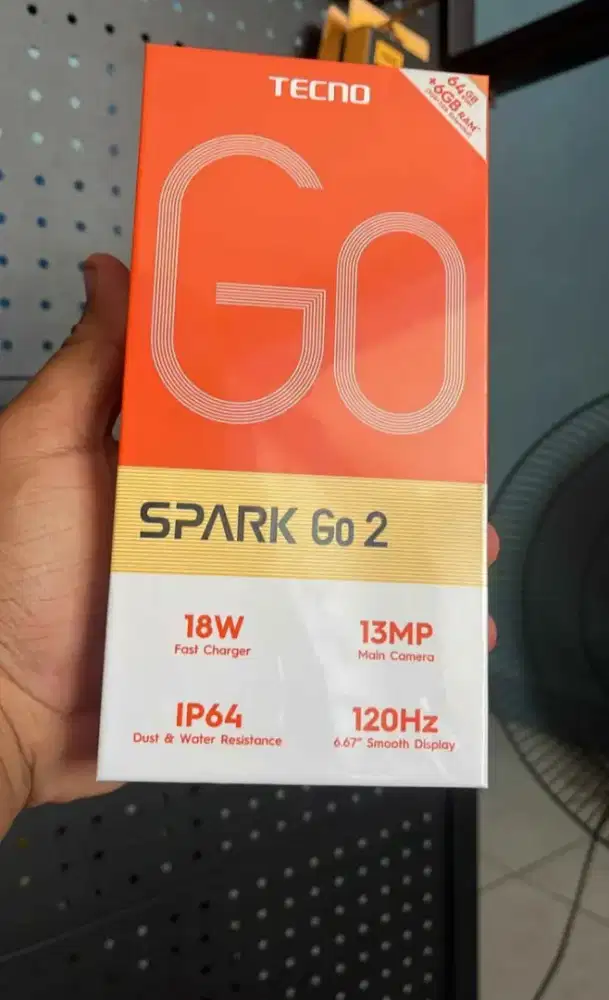 TECNO
64GB
+6GB RAM*
Go
SPARK Go 2
18W
Fast Charger
13MP
Main Camera
IP64
Dust & Water Resistance
120Hz
6.67" Smooth Display